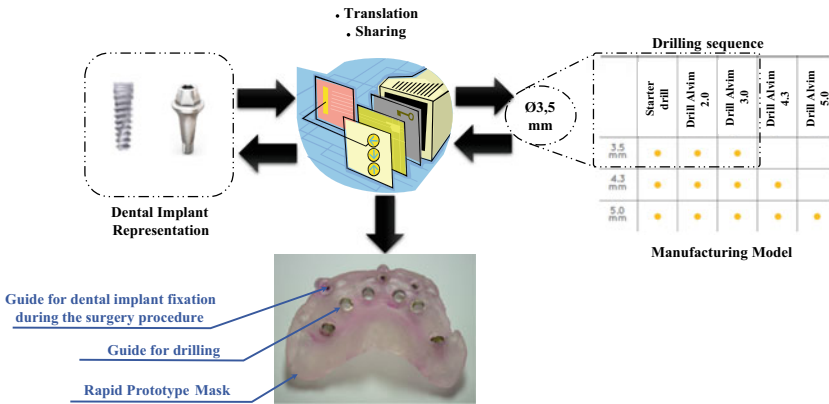 • Translation
• Sharing
Drilling sequence
Starter
drill
Drill Alvim
2.0
Drill Alvim
3.0
Drill Alvim
4.3
Drill Alvim
5.0
Ø3,5
mm
3.5
mm
4.3
mm
5.0
mm
Dental Implant
Representation
Manufacturing Model
Guide for dental implant fixation
during the surgery procedure
Guide for drilling
Rapid Prototype Mask